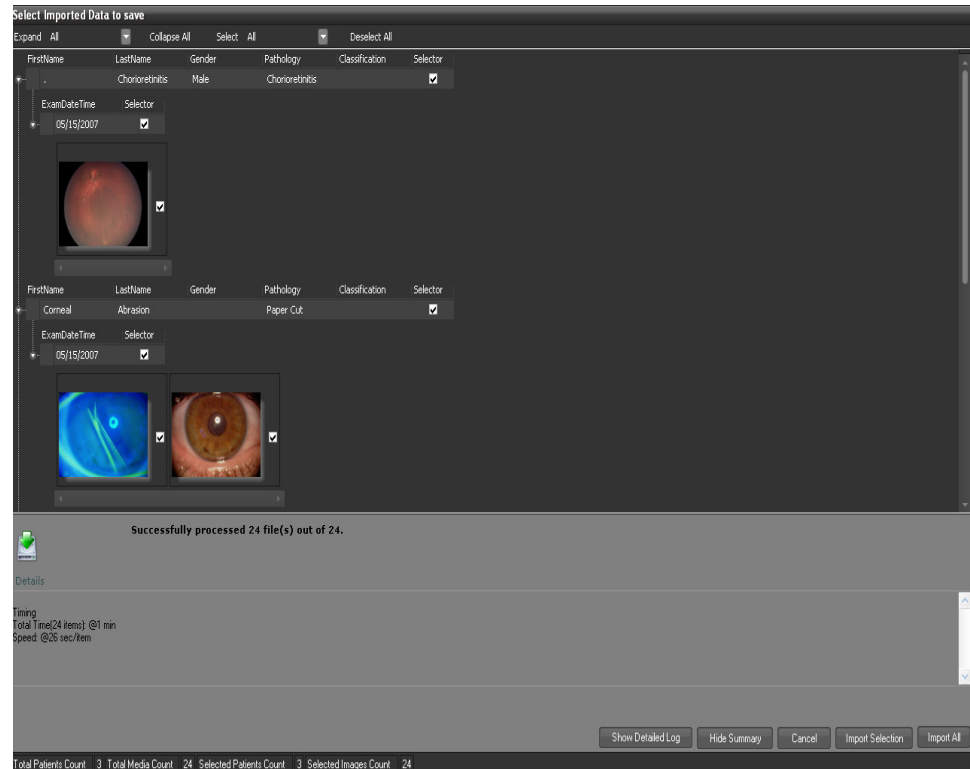 Select Imported Data to save
Expand All Collapse All Select All Deselect All
FirstName LastName Gender Pathology Classification Selector
. Chorioretinitis Male Chorioretinitis
ExamDateTime Selector
05/15/2007
FirstName LastName Gender Pathology Classification Selector
Corneal Abrasion Paper Cut
ExamDateTime Selector
05/15/2007
Successfully processed 24 file(s) out of 24.
Details
Timing
Total Time(24 items): @1 min
Speed: @26 sec/item
Show Detailed Log Hide Summary Cancel Import Selection Import All
Total Patients Count 3 Total Media Count 24 Selected Patients Count 3 Selected Images Count 24